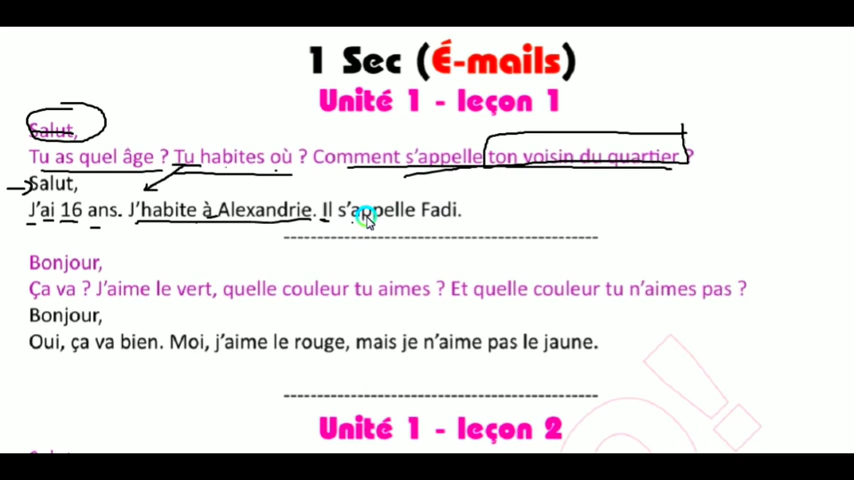 1 Sec (É-mails)
Unité 1 - leçon 1
Salut,
Tu as quel âge ? Tu habites où ? Comment s'appelle ton voisin du quartier ?
Salut,
J'ai 16 ans. J'habite à Alexandrie. Il s'appelle Fadi.
Bonjour,
Ça va ? J'aime le vert, quelle couleur tu aimes ? Et quelle couleur tu n'aimes pas ?
Bonjour,
Oui, ça va bien. Moi, j'aime le rouge, mais je n'aime pas le jaune.
Unité 1 - leçon 2